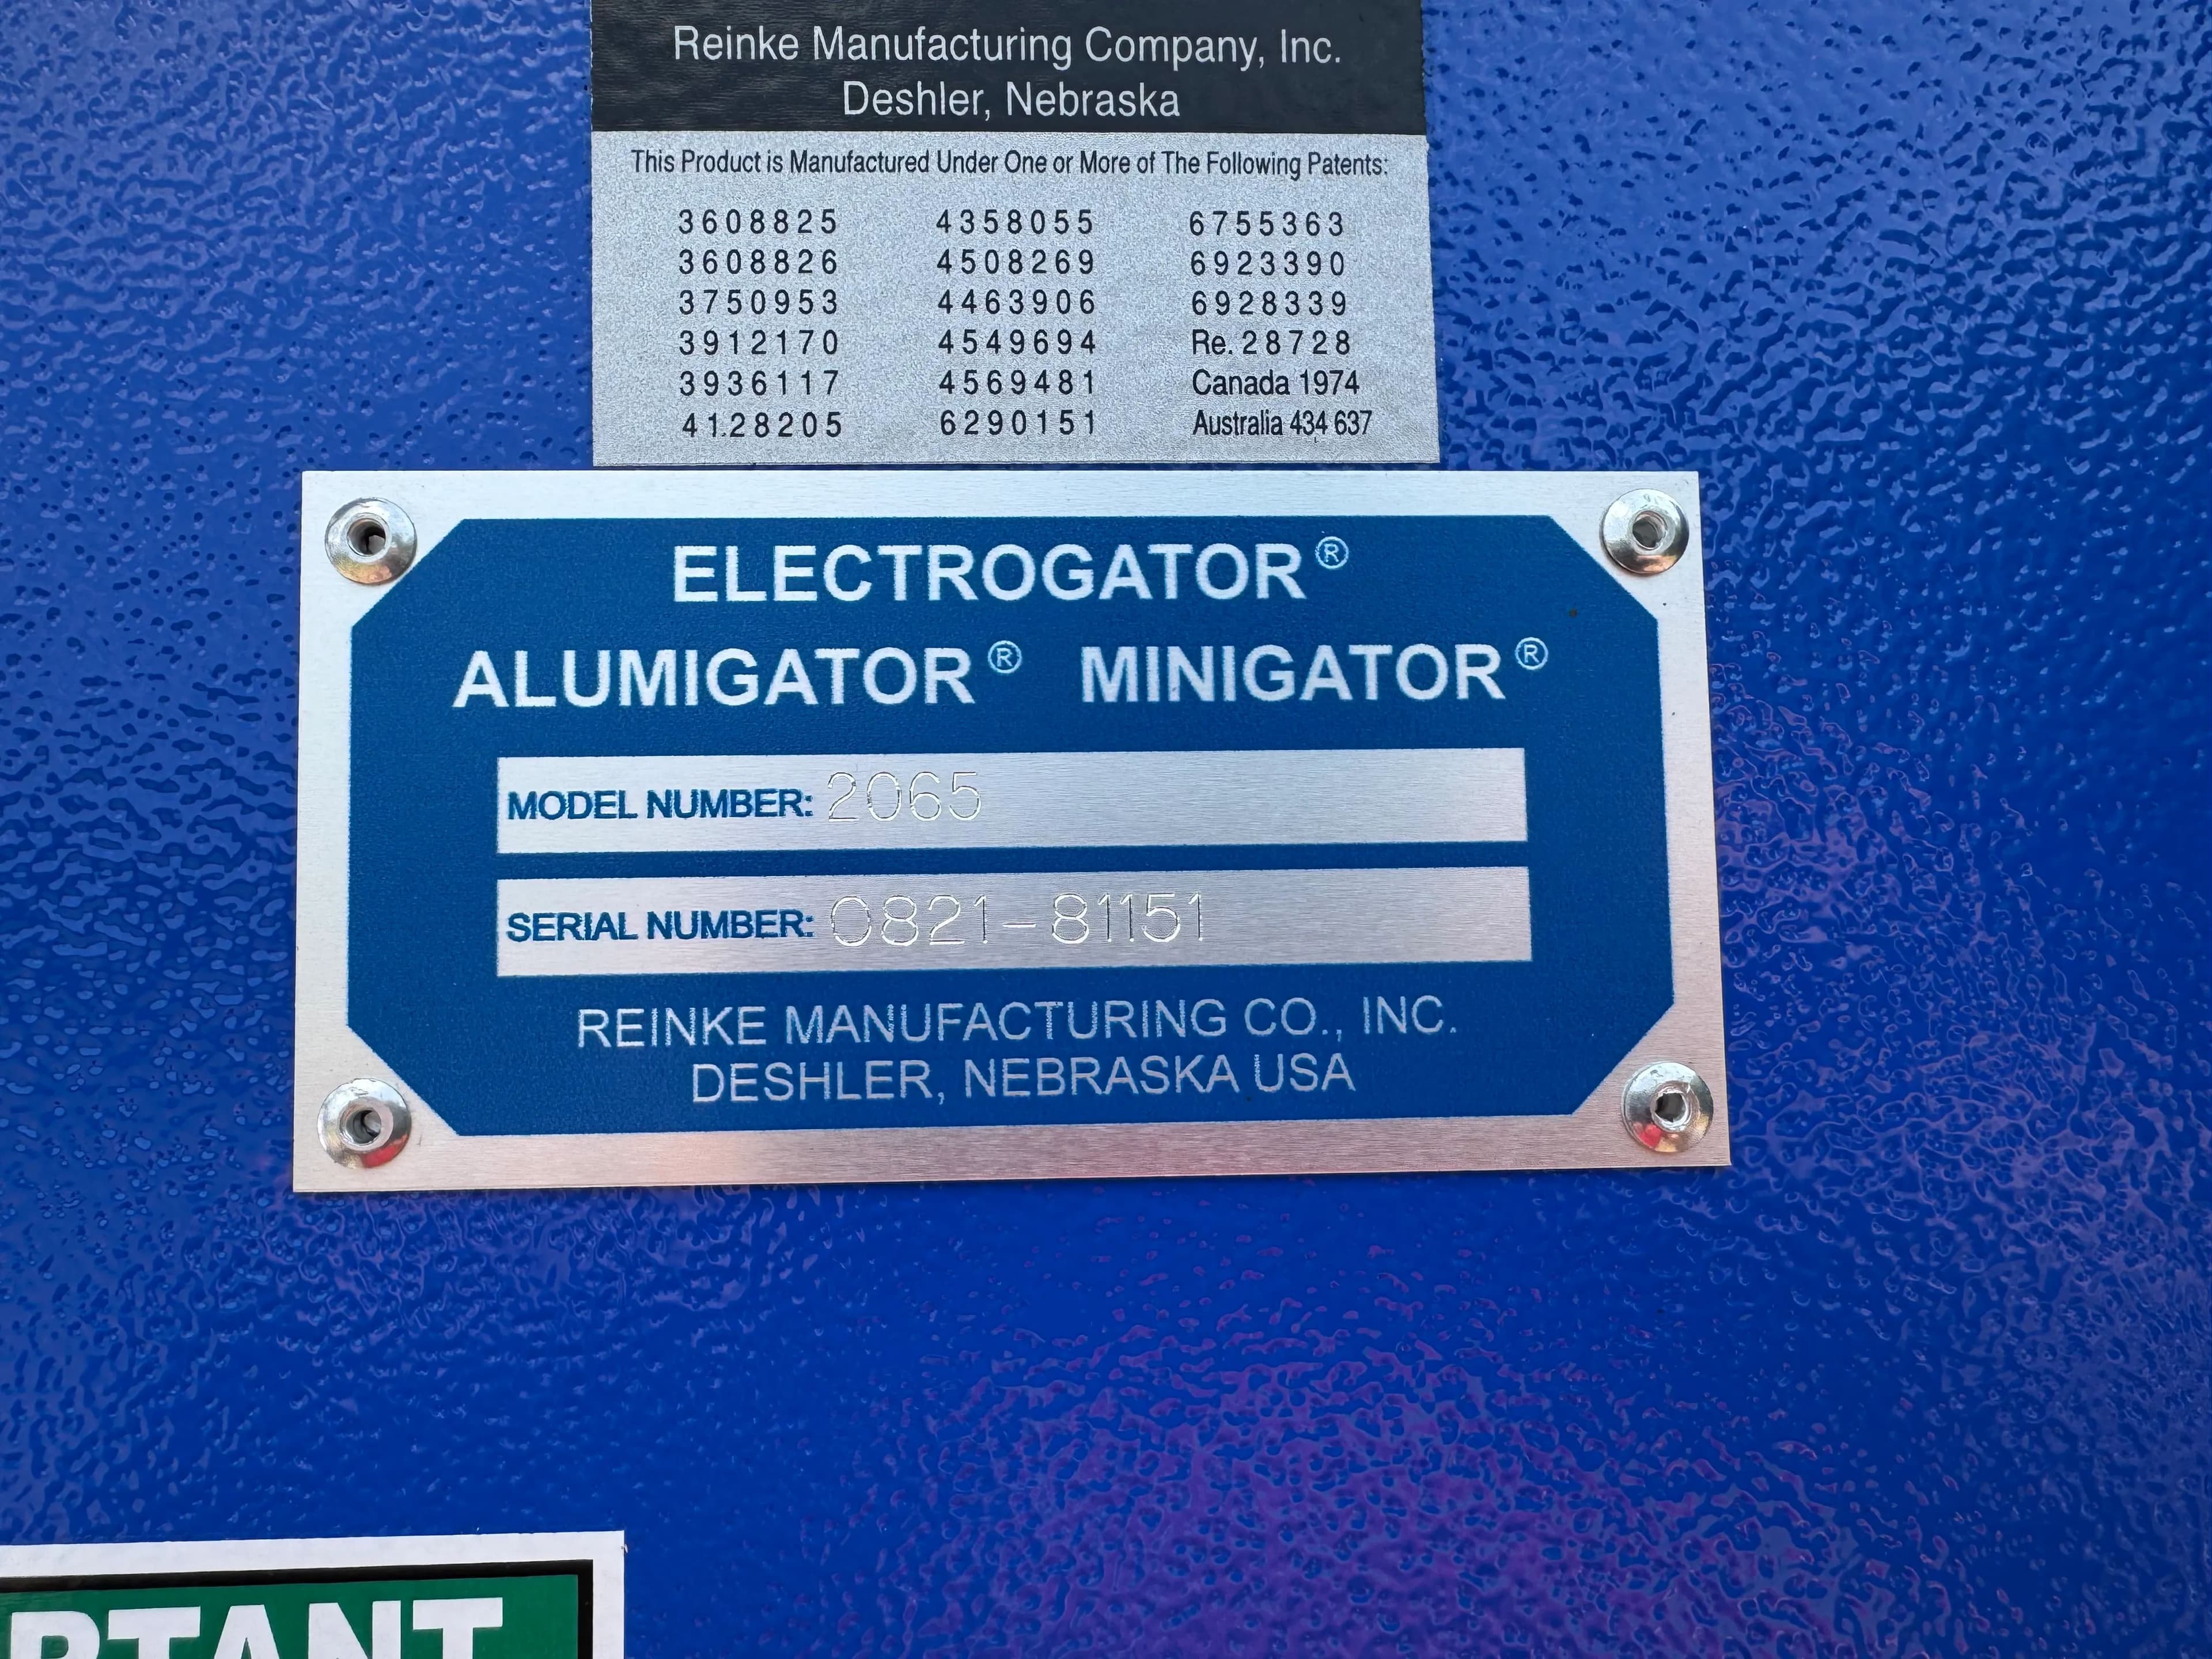 Reinke Manufacturing Company, Inc.
Deshler, Nebraska
This Product is Manufactured Under One or More of The Following Patents:
3608825 4358055 6755363
3608826 4508269 6923390
3750953 4463906 6928339
3912170 4549694 Re. 28728
3936117 4569481 Canada 1974
4128205 6290151 Australia 434 637
ELECTROGATOR®
ALUMIGATOR® MINIGATOR®
MODEL NUMBER: 2065
SERIAL NUMBER: 0821-81151
REINKE MANUFACTURING CO., INC.
DESHLER, NEBRASKA USA
RTANT